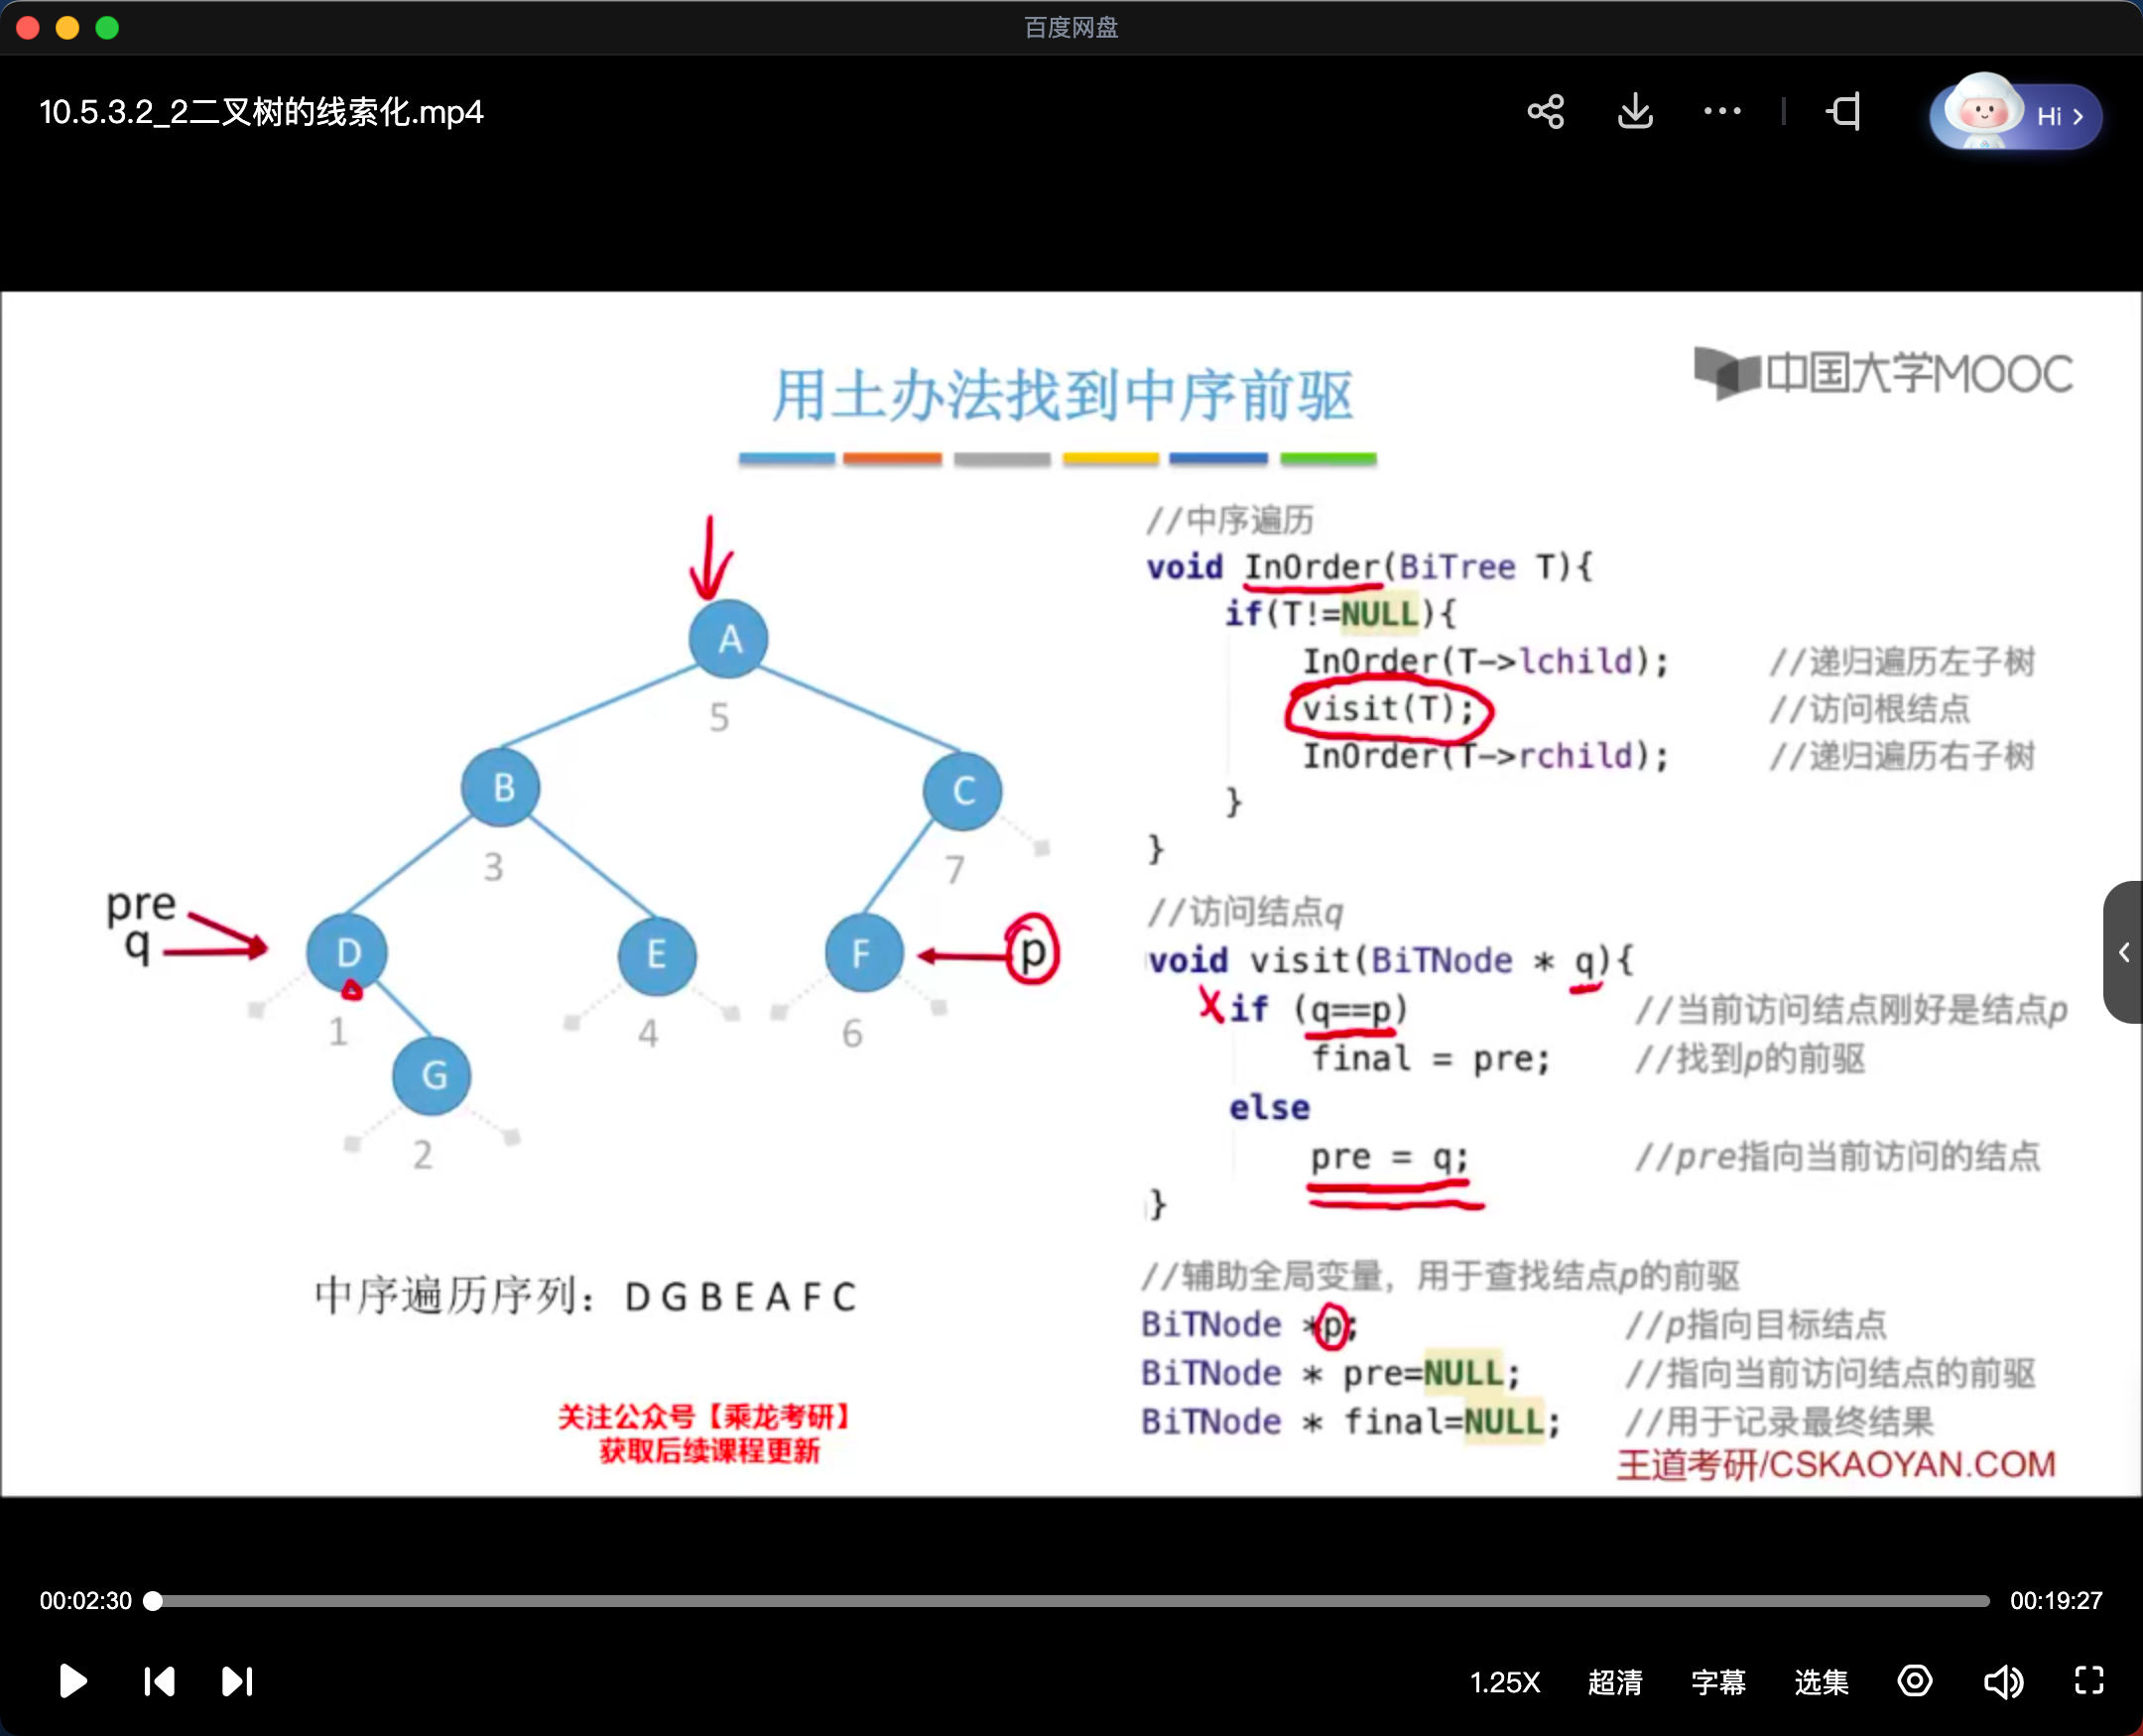 百度网盘
10.5.3.2_2二叉树的线索化.mp4
Hi
中国大学MOOC
用土办法找到中序前驱
A
5
B
3
C
7
pre
q
D
1
E
4
F
6
p
G
2
中序遍历序列：D G B E A F C
关注公众号【乘龙考研】
获取后续课程更新
//中序遍历
void InOrder(BiTree T){
if(T!=NULL){
InOrder(T->lchild); //递归遍历左子树
visit(T); //访问根结点
InOrder(T->rchild); //递归遍历右子树
}
}
//访问结点q
void visit(BiTNode * q){
if (q==p) //当前访问结点刚好是结点p
final = pre; //找到p的前驱
else
pre = q; //pre指向当前访问的结点
}
//辅助全局变量，用于查找结点p的前驱
BiTNode *p; //p指向目标结点
BiTNode * pre=NULL; //指向当前访问结点的前驱
BiTNode * final=NULL; //用于记录最终结果
王道考研/CSKAOYAN.COM
00:02:30
00:19:27
1.25X
超清
字幕
选集